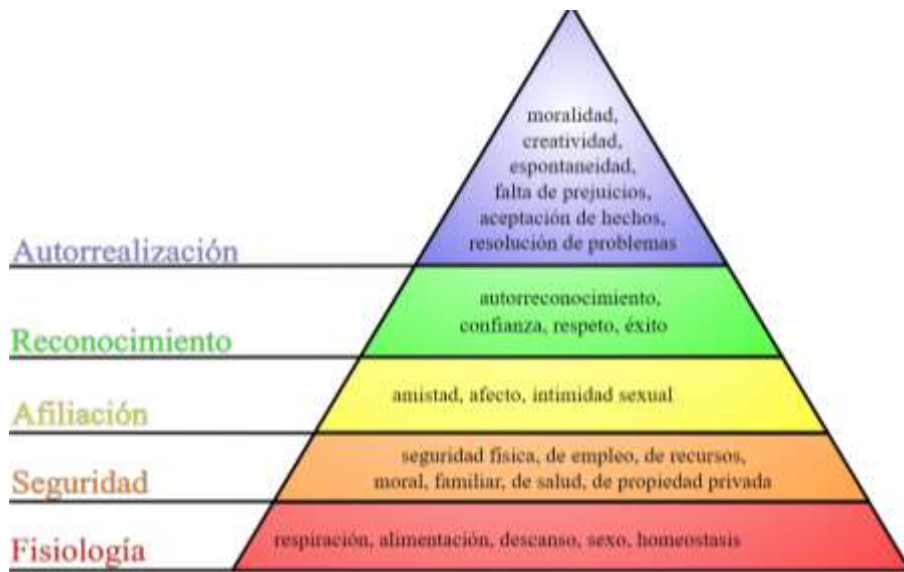 moralidad,
creatividad,
espontaneidad,
falta de prejuicios,
aceptación de hechos,
resolución de problemas
Autorrealización
autorreconocimiento,
confianza, respeto, éxito
Reconocimiento
amistad, afecto, intimidad sexual
Afiliación
seguridad física, de empleo, de recursos,
moral, familiar, de salud, de propiedad privada
Seguridad
respiración, alimentación, descanso, sexo, homeostasis
Fisiología